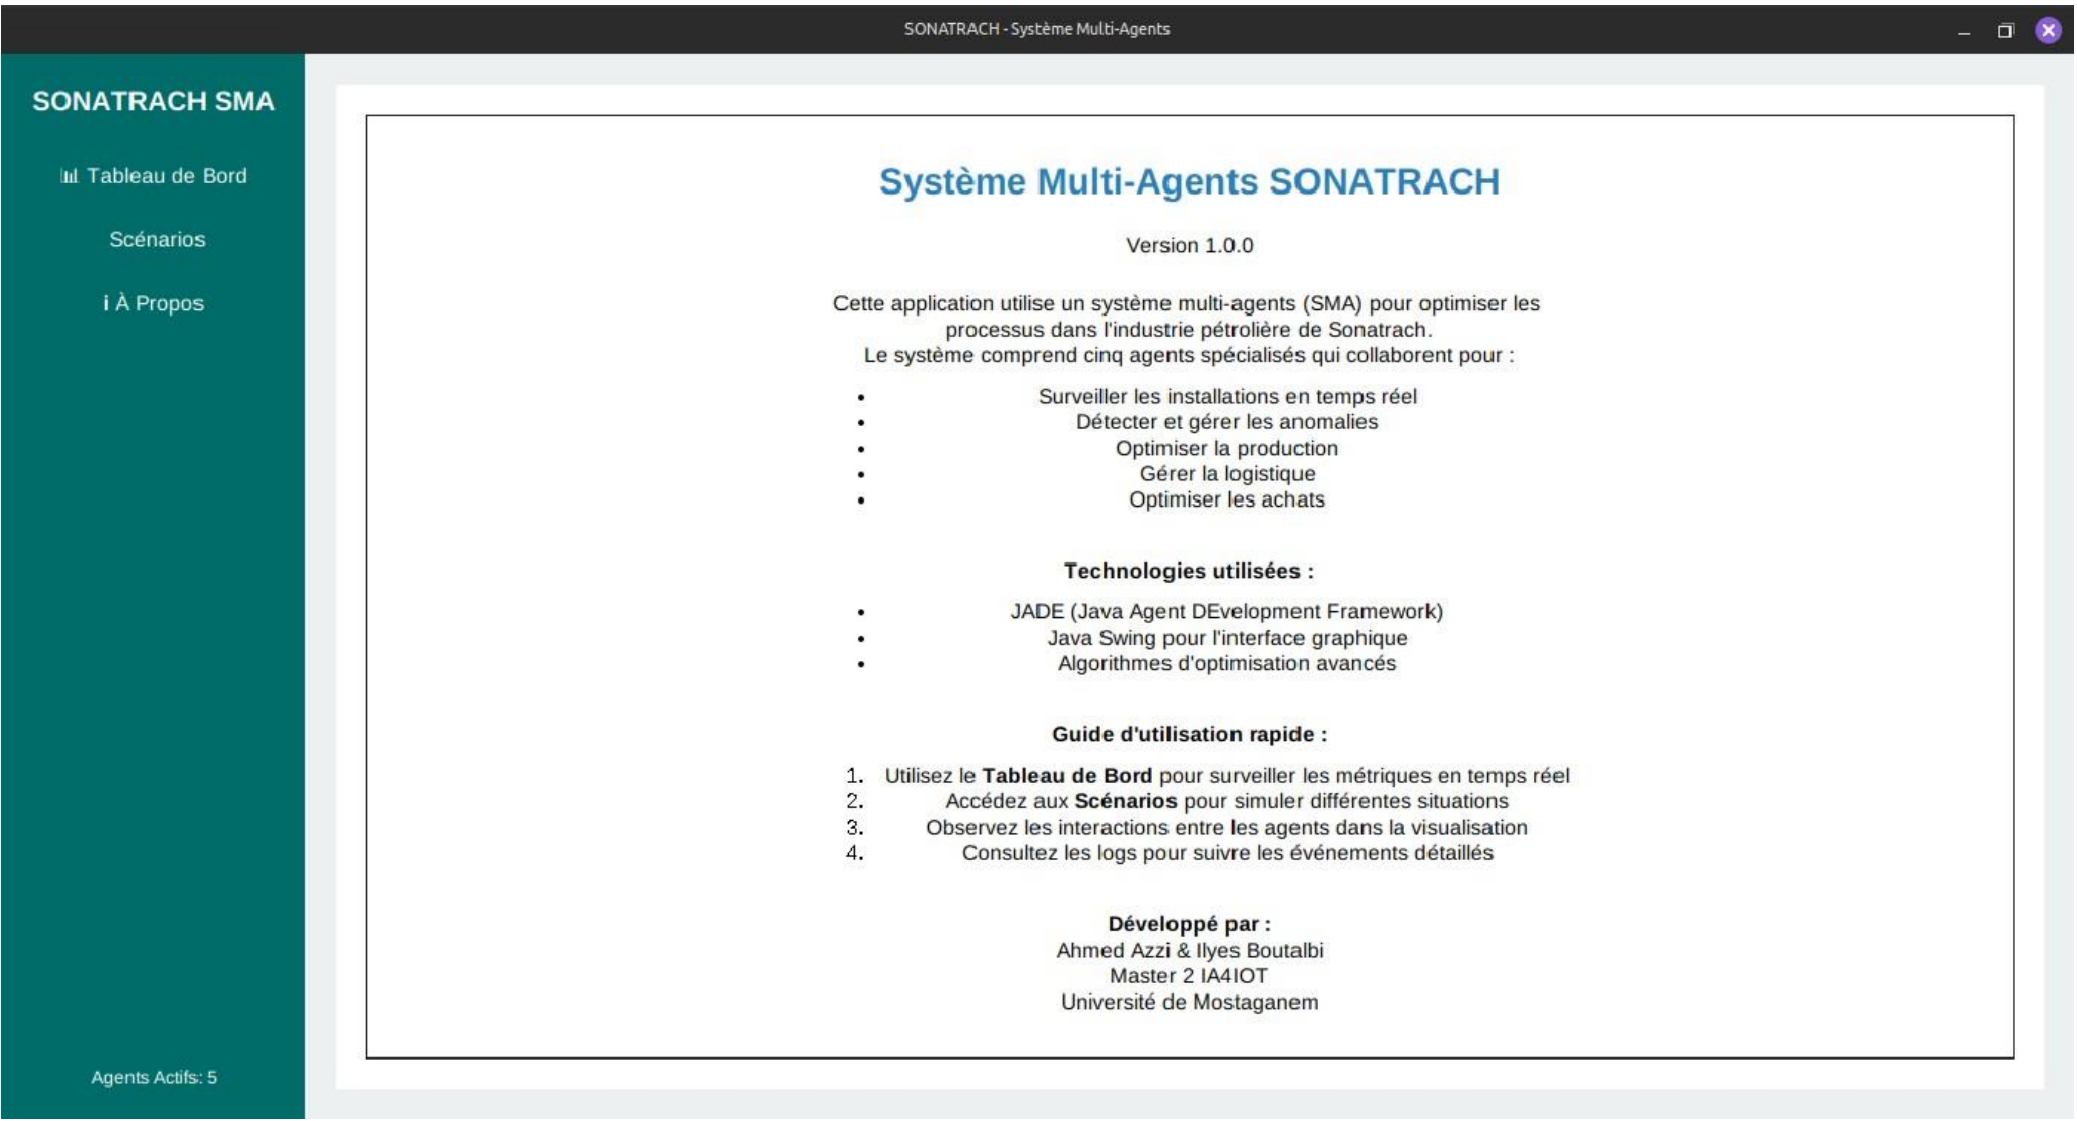 SONATRACH - Système Multi-Agents
SONATRACH SMA
Tableau de Bord
Scénarios
i À Propos
Agents Actifs: 5
Système Multi-Agents SONATRACH
Version 1.0.0
Cette application utilise un système multi-agents (SMA) pour optimiser les
processus dans l'industrie pétrolière de Sonatrach.
Le système comprend cinq agents spécialisés qui collaborent pour :
• Surveiller les installations en temps réel
• Détecter et gérer les anomalies
• Optimiser la production
• Gérer la logistique
• Optimiser les achats
Technologies utilisées :
• JADE (Java Agent DEvelopment Framework)
• Java Swing pour l'interface graphique
• Algorithmes d'optimisation avancés
Guide d'utilisation rapide :
1. Utilisez le Tableau de Bord pour surveiller les métriques en temps réel
2. Accédez aux Scénarios pour simuler différentes situations
3. Observez les interactions entre les agents dans la visualisation
4. Consultez les logs pour suivre les événements détaillés
Développé par :
Ahmed Azzi & Ilyes Boutalbi
Master 2 IA4IOT
Université de Mostaganem